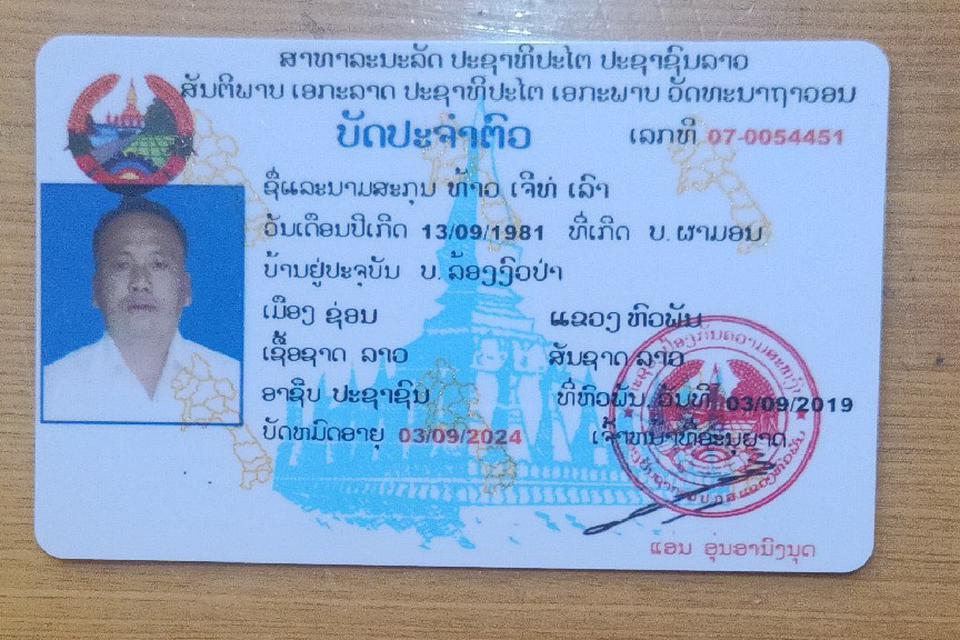 ສາທາລະນະລັດ ປະຊາທິປະໄຕ ປະຊາຊົນລາວ
ສັນຕິພາບ ເອກະລາດ ປະຊາທິປະໄຕ ເອກະພາບ ວັດທະນາຖາວອນ
ບັດປະຈຳຕົວ ເລກທີ 07-0054451
ຊື່ແລະນາມສະກຸນ ທ້າວ ເຈີທ່ ເລົາ
ວັນເດືອນປີເກີດ 13/09/1981 ທີ່ເກີດ ບ. ຜາມອນ
ບ້ານຢູ່ປະຈຸບັນ ບ. ລ້ອງງົວປ່າ
ເມືອງ ຊ່ອນ ແຂວງ ຫົວພັນ
ເຊື້ອຊາດ ລາວ ສັນຊາດ ລາວ
ອາຊີບ ປະຊາຊົນ ທີ່ຫົວພັນ, ວັນທີ 03/09/2019
ບັດຫມົດອາຍຸ 03/09/2024 ເຈົ້າຫນ້າທີ່ອະນຸຍາດ
ແອນ ອຸນອານົງນຸດ